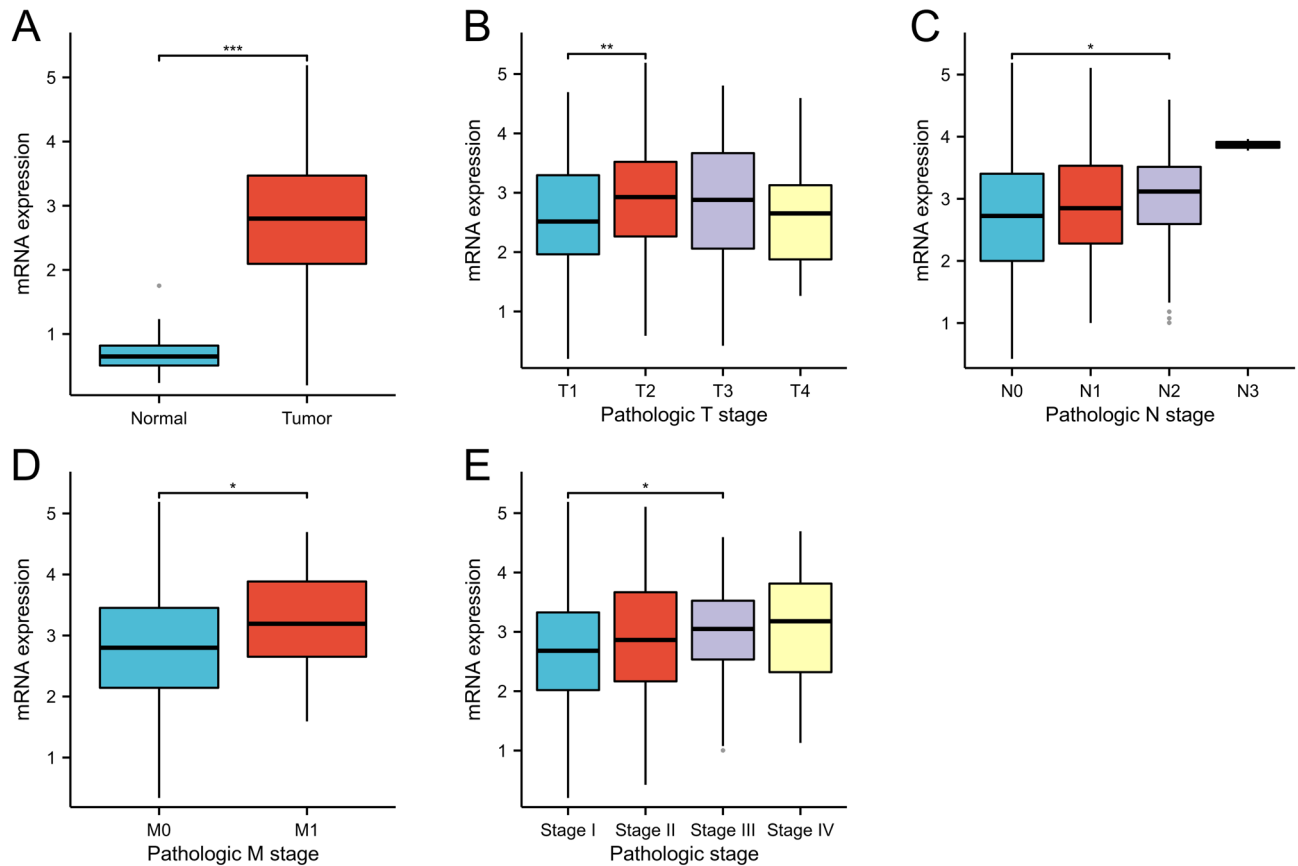 A
mRNA expression
5
4
3
2
1
***
Normal Tumor
B
mRNA expression
5
4
3
2
1
**
T1 T2 T3 T4
Pathologic T stage
C
mRNA expression
5
4
3
2
1
*
N0 N1 N2 N3
Pathologic N stage
D
mRNA expression
5
4
3
2
1
*
M0 M1
Pathologic M stage
E
mRNA expression
5
4
3
2
1
*
Stage I Stage II Stage III Stage IV
Pathologic stage